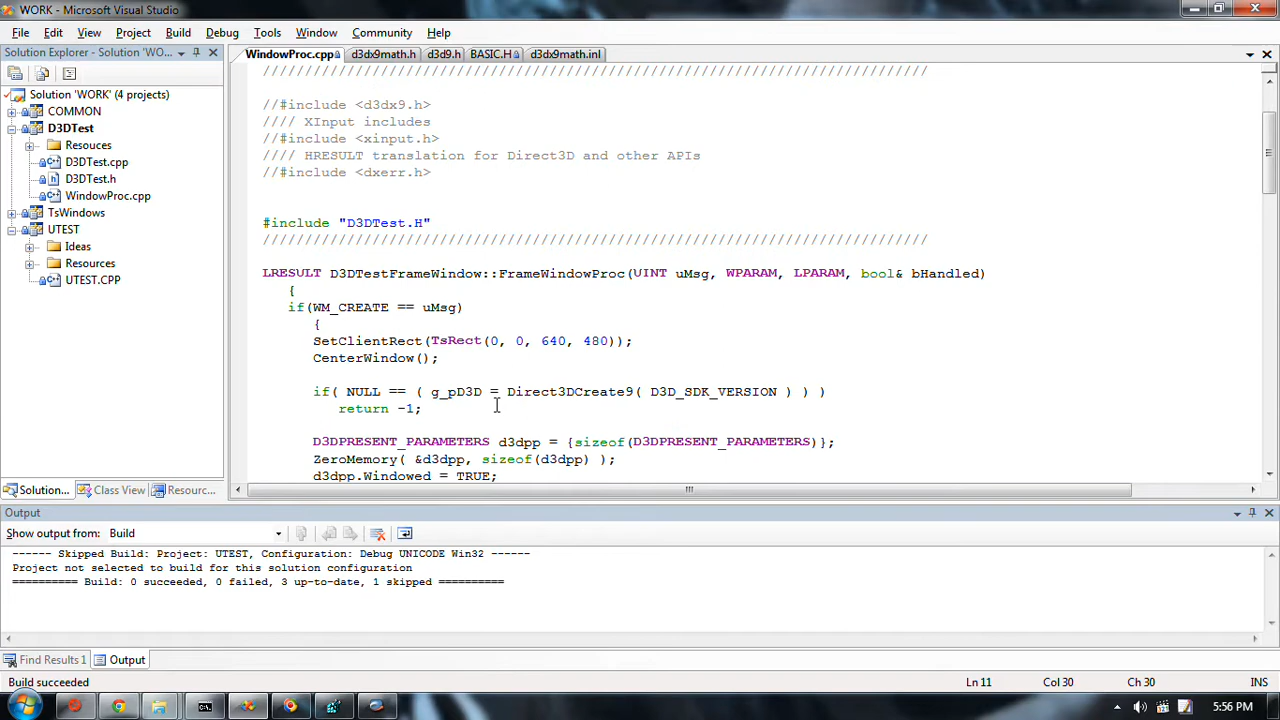 WORK - Microsoft Visual Studio
File Edit View Debug Tools Window Project Build Debug Tools Window Community Help
Solution Explorer - Solution 'WO...
WindowProc.cpp d3dx9math.h d3d9.h BASIC.H d3dx9math.inl
Solution 'WORK' (4 projects)
COMMON
D3DTest
Resouces
D3DTest.cpp
D3DTest.h
WindowProc.cpp
TsWindows
UTEST
Ideas
Resources
UTEST.CPP
Solution... Class View Resourc...
/////////////////////////////////////////////////////////////////////////////
//#include <d3dx9.h>
//// XInput includes
//#include <xinput.h>
//// HRESULT translation for Direct3D and other APIs
//#include <dxerr.h>
#include "D3DTest.H"
/////////////////////////////////////////////////////////////////////////////
LRESULT D3DTestFrameWindow::FrameWindowProc(UINT uMsg, WPARAM, LPARAM, bool& bHandled)
{
if(WM_CREATE == uMsg)
{
SetClientRect(TsRect(0, 0, 640, 480));
CenterWindow();
if( NULL == ( g_pD3D = Direct3DCreate9( D3D_SDK_VERSION ) ) )
return -1;
D3DPRESENT_PARAMETERS d3dpp = {sizeof(D3DPRESENT_PARAMETERS)};
ZeroMemory( &d3dpp, sizeof(d3dpp) );
d3dpp.Windowed = TRUE;
Output
Show output from: Build
------ Skipped Build: Project: UTEST, Configuration: Debug UNICODE Win32 ------
Project not selected to build for this solution configuration
========== Build: 0 succeeded, 0 failed, 3 up-to-date, 1 skipped ==========
Find Results 1 Output
Build succeeded Ln 11 Col 30 Ch 30 INS
5:56 PM